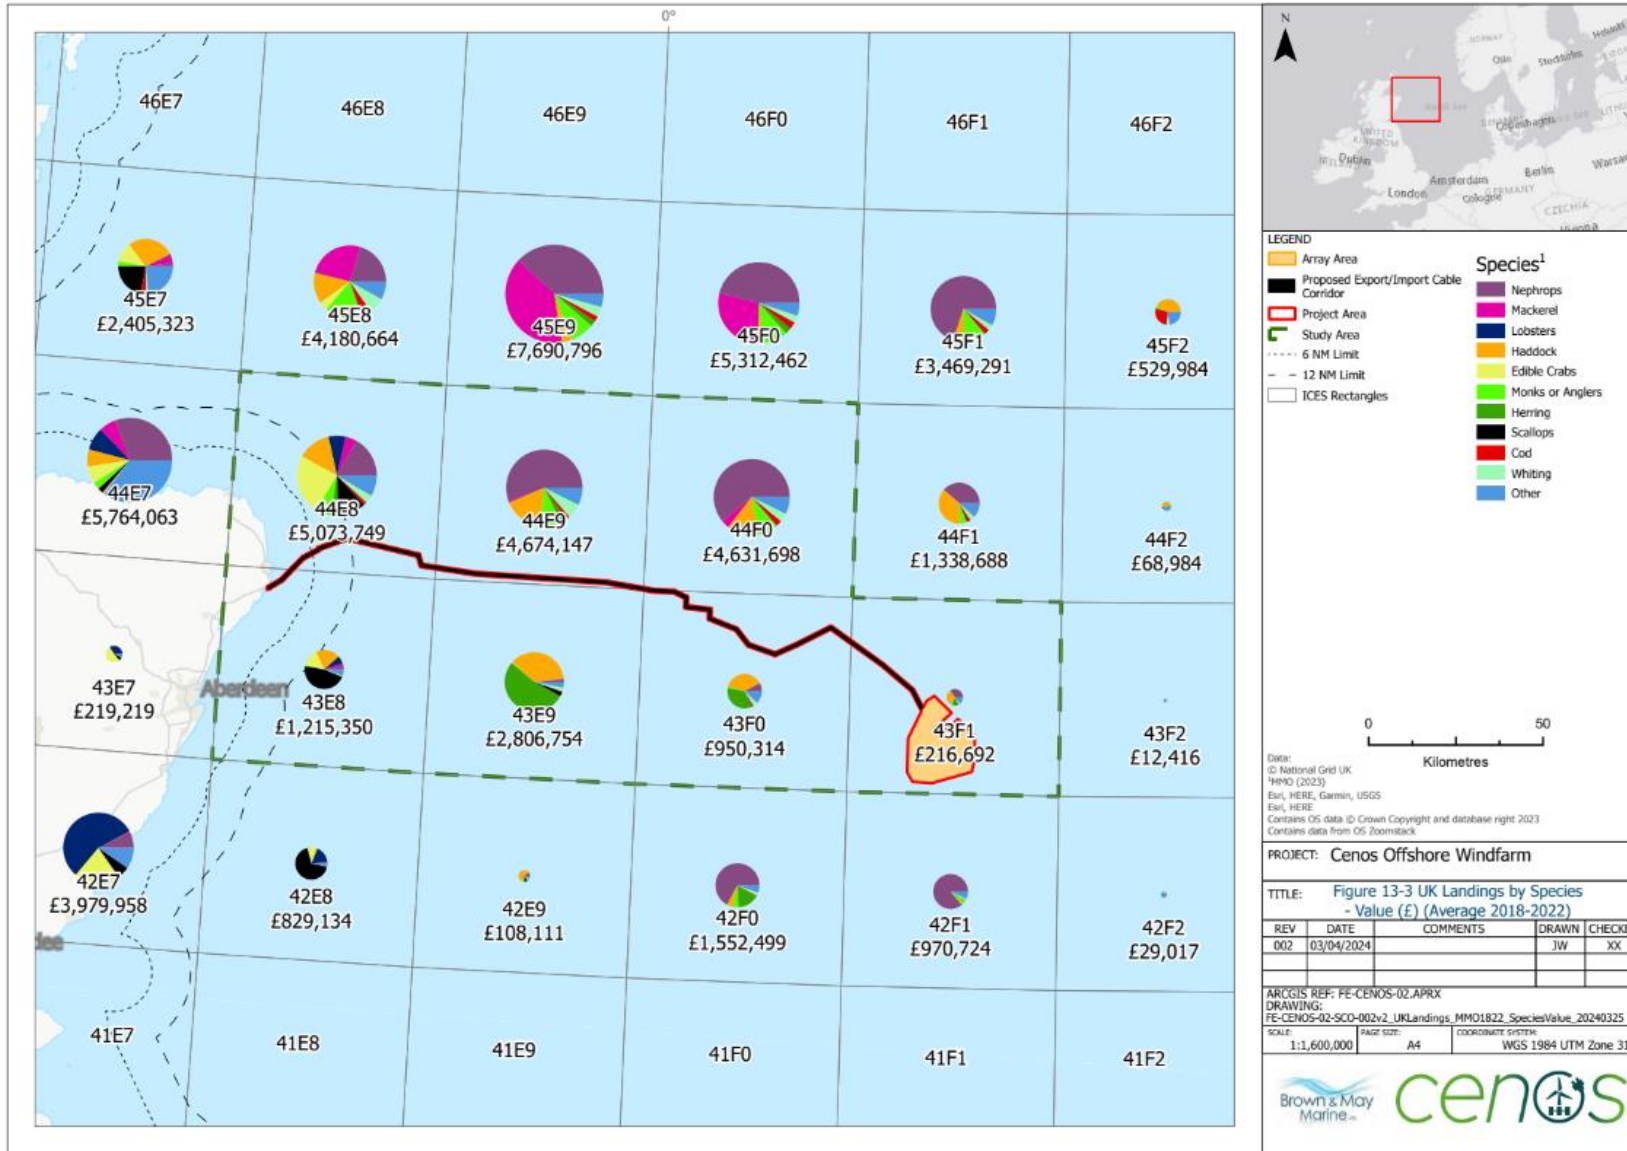 0°
46E7
46E8
46E9
46F0
46F1
46F2
45E7
£2,405,323
45E8
£4,180,664
45E9
£7,690,796
45F0
£5,312,462
45F1
£3,469,291
45F2
£529,984
44E7
£5,764,063
44E8
£5,073,749
44E9
£4,674,147
44F0
£4,631,698
44F1
£1,338,688
44F2
£68,984
43E7
£219,219
Aberdeen
43E8
£1,215,350
43E9
£2,806,754
43F0
£950,314
43F1
£216,692
43F2
£12,416
42E7
£3,979,958
dee
42E8
£829,134
42E9
£108,111
42F0
£1,552,499
42F1
£970,724
42F2
£29,017
41E7
41E8
41E9
41F0
41F1
41F2
N
NORWAY
Oslo
Stockholm
Copenhagen
UNITED
KINGDOM
Dublin
London
Amsterdam
Cologne
Berlin
GERMANY
Warsaw
CZECHIA
Vienna
LEGEND
Array Area
Proposed Export/Import Cable
Corridor
Project Area
Study Area
6 NM Limit
12 NM Limit
ICES Rectangles
Species¹
Nephrops
Mackerel
Lobsters
Haddock
Edible Crabs
Monks or Anglers
Herring
Scallops
Cod
Whiting
Other
0 50
Kilometres
Data:
© National Grid UK
¹MMO (2023)
Esri, HERE, Garmin, USGS
Esri, HERE
Contains OS data © Crown Copyright and database right 2023
Contains data from OS Zoomstack
PROJECT: Cenos Offshore Windfarm
TITLE: Figure 13-3 UK Landings by Species
- Value (£) (Average 2018-2022)
REV DATE COMMENTS DRAWN CHECKE
002 03/04/2024 JW XX
ARCGIS REF: FE-CENOS-02.APRX
DRAWING:
FE-CENOS-02-SCO-002v2_UKLandings_MMO1822_SpeciesValue_20240325
SCALE: PAGE SIZE: COORDINATE SYSTEM:
1:1,600,000 A4 WGS 1984 UTM Zone 31
Brown & May
Marine
cenos